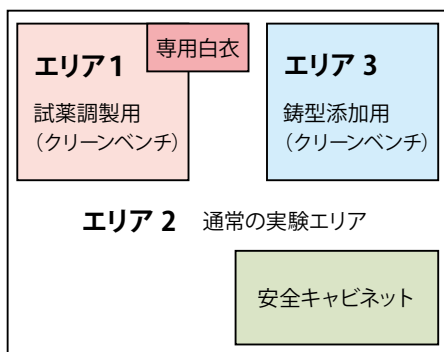 エリア 1
専用白衣
試薬調製用
（クリーンベンチ）
エリア 3
鋳型添加用
（クリーンベンチ）
エリア 2 通常の実験エリア
安全キャビネット